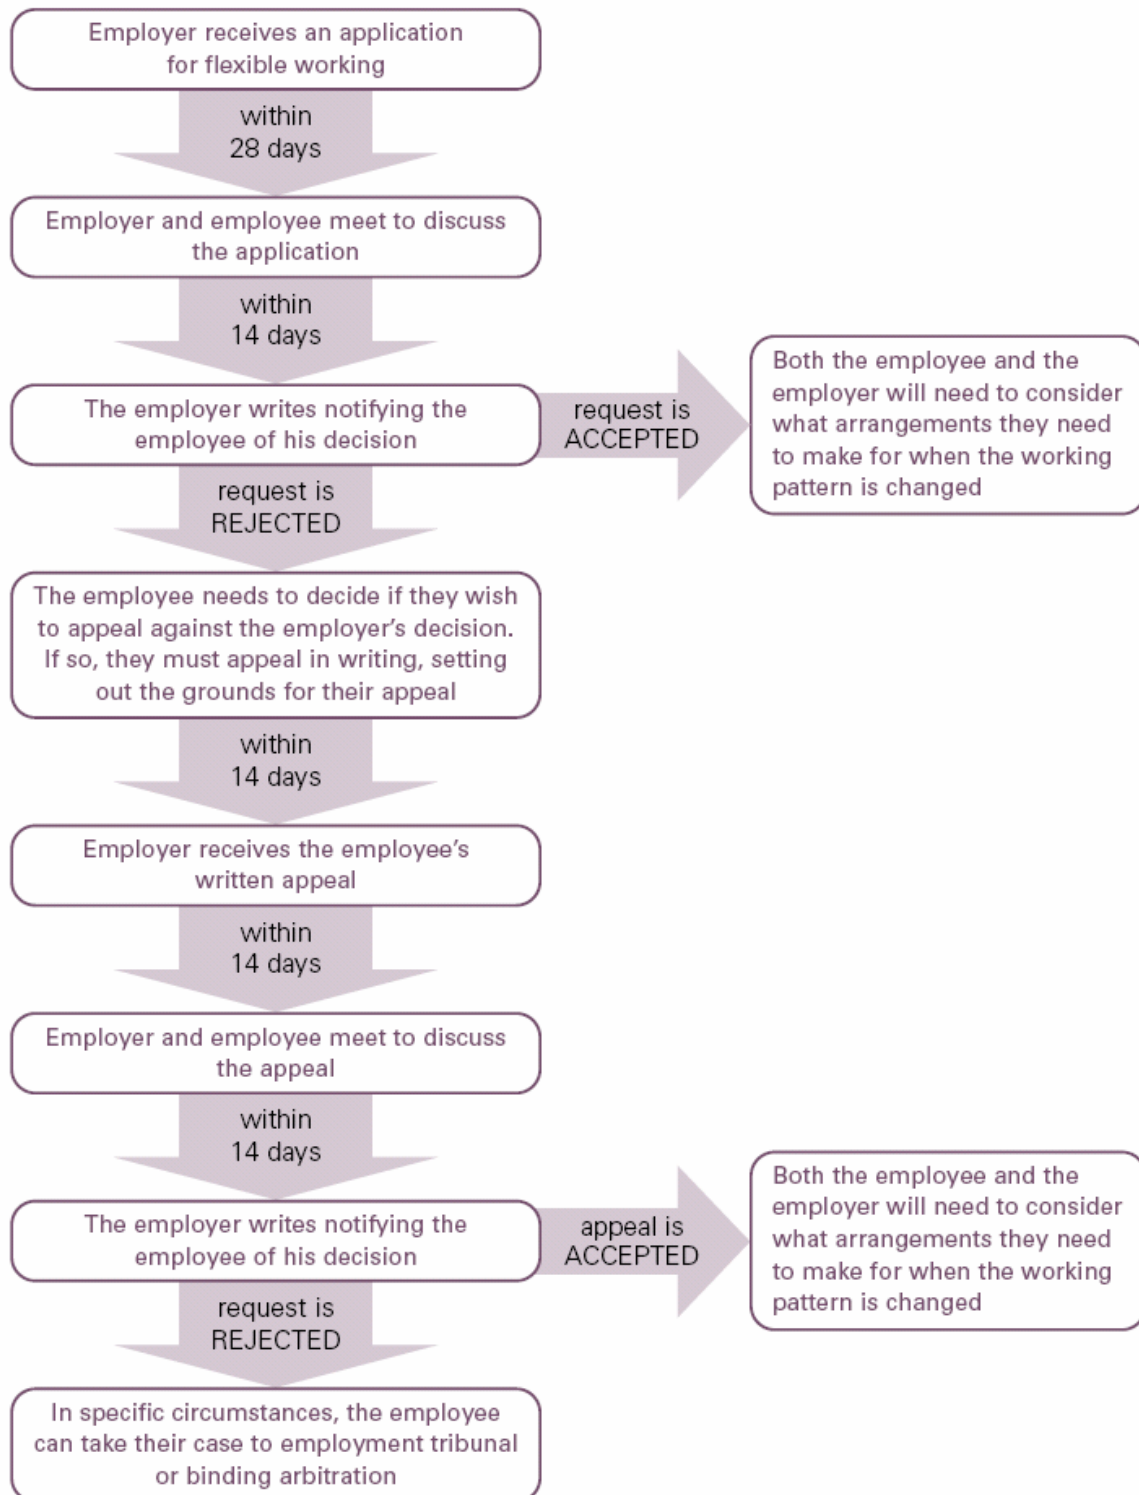 Employer receives an application
for flexible working
within
28 days
Employer and employee meet to discuss
the application
within
14 days
The employer writes notifying the
employee of his decision
request is
ACCEPTED
Both the employee and the
employer will need to consider
what arrangements they need
to make for when the working
pattern is changed
request is
REJECTED
The employee needs to decide if they wish
to appeal against the employer’s decision.
If so, they must appeal in writing, setting
out the grounds for their appeal
within
14 days
Employer receives the employee’s
written appeal
within
14 days
Employer and employee meet to discuss
the appeal
within
14 days
The employer writes notifying the
employee of his decision
appeal is
ACCEPTED
Both the employee and the
employer will need to consider
what arrangements they need
to make for when the working
pattern is changed
request is
REJECTED
In specific circumstances, the employee
can take their case to employment tribunal
or binding arbitration